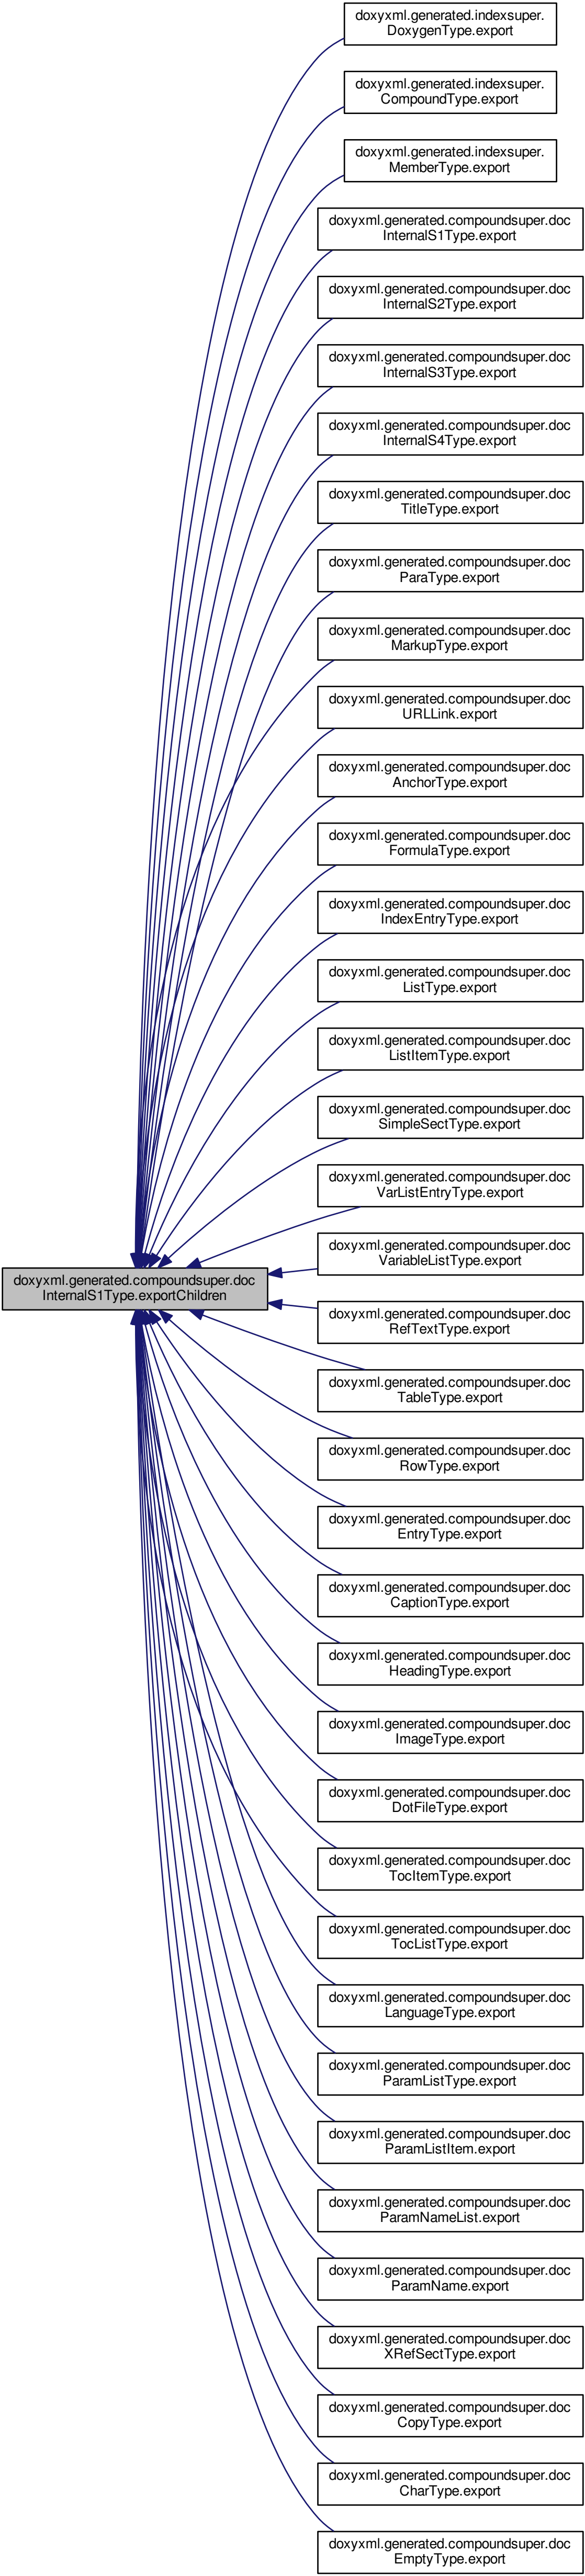 doxyxml.generated.indexsuper.
DoxygenType.export
doxyxml.generated.indexsuper.
CompoundType.export
doxyxml.generated.indexsuper.
MemberType.export
doxyxml.generated.compoundsuper.doc
InternalS1Type.export
doxyxml.generated.compoundsuper.doc
InternalS2Type.export
doxyxml.generated.compoundsuper.doc
InternalS3Type.export
doxyxml.generated.compoundsuper.doc
InternalS4Type.export
doxyxml.generated.compoundsuper.doc
TitleType.export
doxyxml.generated.compoundsuper.doc
ParaType.export
doxyxml.generated.compoundsuper.doc
MarkupType.export
doxyxml.generated.compoundsuper.doc
URLLink.export
doxyxml.generated.compoundsuper.doc
AnchorType.export
doxyxml.generated.compoundsuper.doc
FormulaType.export
doxyxml.generated.compoundsuper.doc
IndexEntryType.export
doxyxml.generated.compoundsuper.doc
ListType.export
doxyxml.generated.compoundsuper.doc
ListItemType.export
doxyxml.generated.compoundsuper.doc
SimpleSectType.export
doxyxml.generated.compoundsuper.doc
VarListEntryType.export
doxyxml.generated.compoundsuper.doc
VariableListType.export
doxyxml.generated.compoundsuper.doc
InternalS1Type.exportChildren
doxyxml.generated.compoundsuper.doc
RefTextType.export
doxyxml.generated.compoundsuper.doc
TableType.export
doxyxml.generated.compoundsuper.doc
RowType.export
doxyxml.generated.compoundsuper.doc
EntryType.export
doxyxml.generated.compoundsuper.doc
CaptionType.export
doxyxml.generated.compoundsuper.doc
HeadingType.export
doxyxml.generated.compoundsuper.doc
ImageType.export
doxyxml.generated.compoundsuper.doc
DotFileType.export
doxyxml.generated.compoundsuper.doc
TocItemType.export
doxyxml.generated.compoundsuper.doc
TocListType.export
doxyxml.generated.compoundsuper.doc
LanguageType.export
doxyxml.generated.compoundsuper.doc
ParamListType.export
doxyxml.generated.compoundsuper.doc
ParamListItem.export
doxyxml.generated.compoundsuper.doc
ParamNameList.export
doxyxml.generated.compoundsuper.doc
ParamName.export
doxyxml.generated.compoundsuper.doc
XRefSectType.export
doxyxml.generated.compoundsuper.doc
CopyType.export
doxyxml.generated.compoundsuper.doc
CharType.export
doxyxml.generated.compoundsuper.doc
EmptyType.export